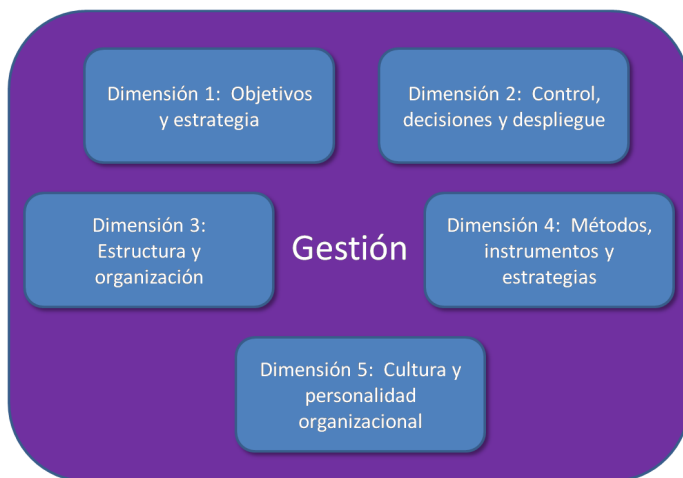 Dimensión 1:  Objetivos
y estrategia
Dimensión 2:  Control,
decisiones y despliegue
Dimensión 3:
Estructura y
organización
Gestión
Dimensión 4:  Métodos,
instrumentos y
estrategias
Dimensión 5:  Cultura y
personalidad
organizacional